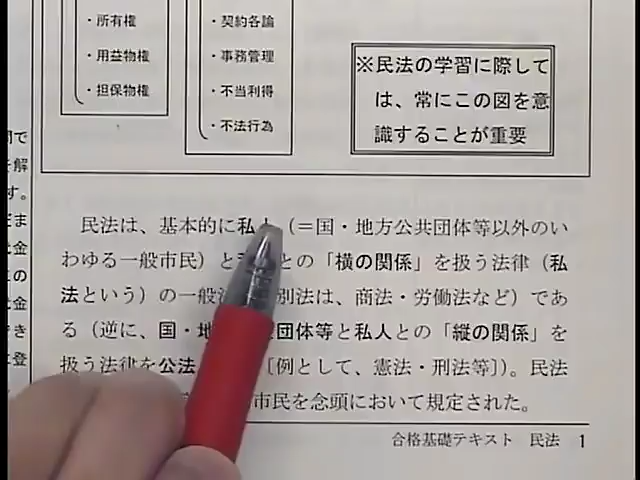 ・所有権
・用益物権
・担保物権
・契約各論
・事務管理
・不当利得
・不法行為
※民法の学習に際して
は、常にこの図を意
識することが重要
民法は、基本的に私人（＝国・地方公共団体等以外のい
わゆる一般市民）と との「横の関係」を扱う法律（私
法という）の一般 別法は、商法・労働法など）であ
る（逆に、国・地 団体等と私人との「縦の関係」を
扱う法律を公法 ［例として、憲法・刑法等］）。民法
市民を念頭において規定された。
合格基礎テキスト 民法 1